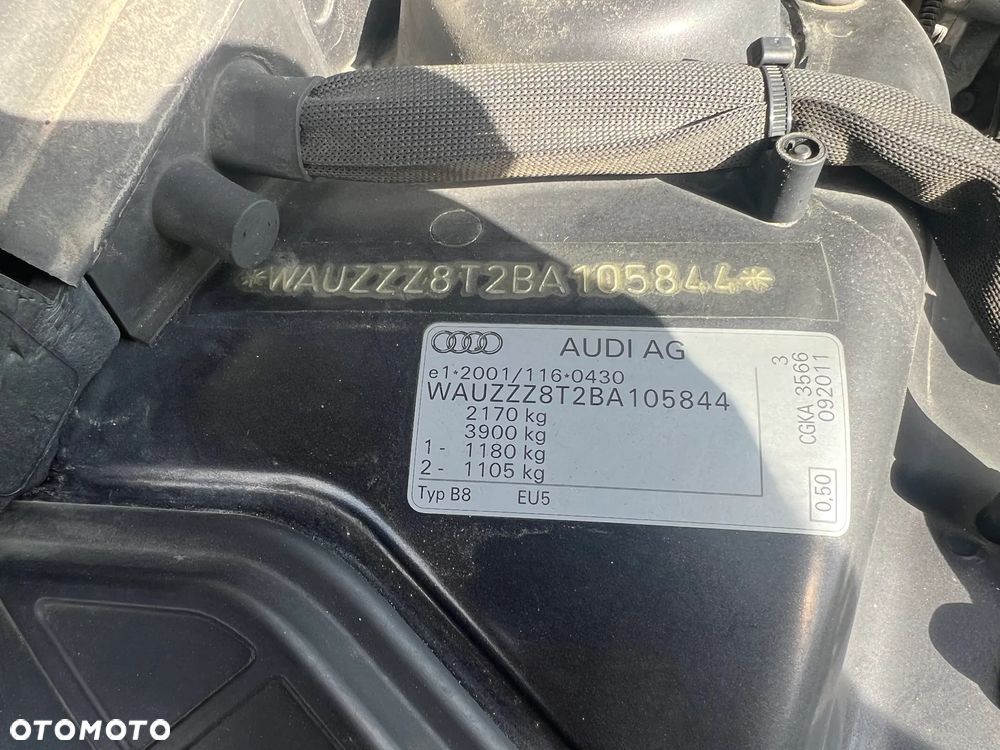 *WAUZZZ8T2BA105844*
AUDI AG
e1*2001/116*0430
WAUZZZ8T2BA105844
2170 kg
3900 kg
1 - 1180 kg
2 - 1105 kg
Typ B8 EU5
3
CGKA 3566
092011
0,50
OTOMOTO